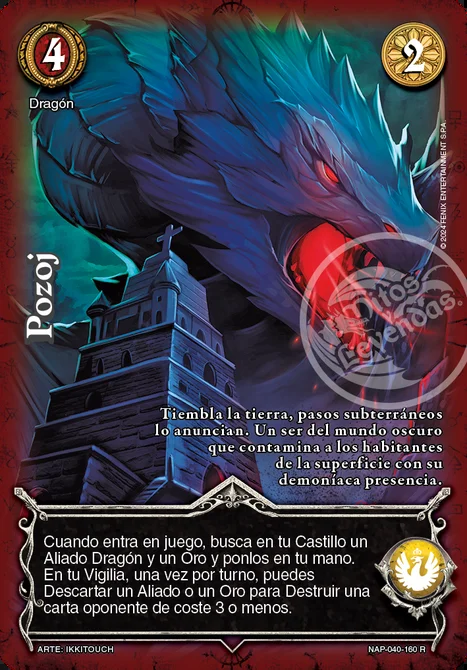 4
2
Dragón
© 2024 FENIX ENTERTAINMENT S.P.A.
Pozoj
Mitos
y
Leyendas.
Tiembla la tierra, pasos subterráneos
lo anuncian. Un ser del mundo oscuro
que contamina a los habitantes
de la superficie con su
demoníaca presencia.
Cuando entra en juego, busca en tu Castillo un
Aliado Dragón y un Oro y ponlos en tu mano.
En tu Vigilia, una vez por turno, puedes
Descartar un Aliado o un Oro para Destruir una
carta oponente de coste 3 o menos.
ARTE: IKKITOUCH
NAP-040-160 R